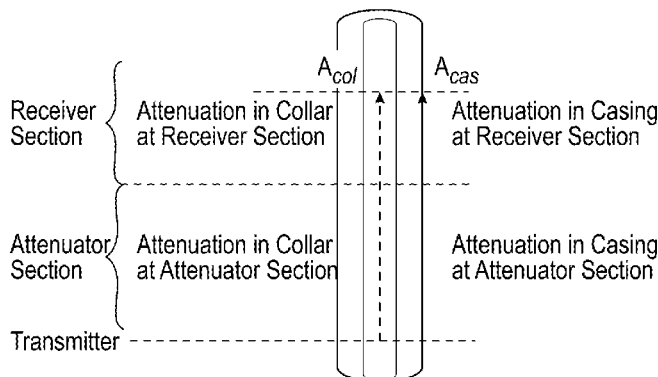 A_col A_cas
Receiver Section
Attenuation in Collar at Receiver Section
Attenuation in Casing at Receiver Section
Attenuator Section
Attenuation in Collar at Attenuator Section
Attenuation in Casing at Attenuator Section
Transmitter